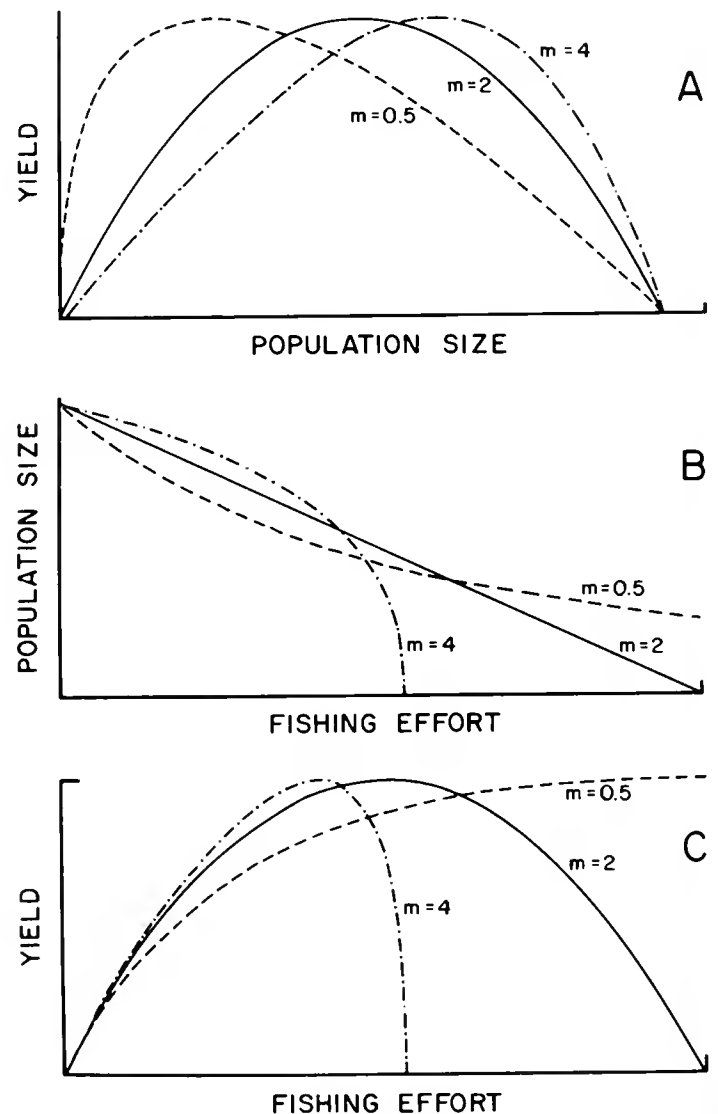 YIELD
m = 4
m = 2
m = 0.5
A
POPULATION SIZE
POPULATION SIZE
B
m = 0.5
m = 2
m = 4
FISHING EFFORT
YIELD
m = 0.5
m = 2
m = 4
C
FISHING EFFORT